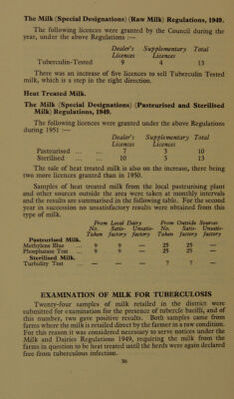 The Milk (Special Designations) (Raw Milk) Regulations, 1949.
The following licences were granted by the Council during the
year, under the above Regulations :—
Dealer's Supplementary Total
Licences Licences
Tuberculin-Tested 9 4 13
There was an increase of five licences to sell Tuberculin Tested
milk, which is a step in the right direction.
Heat Treated Milk.
The Milk (Special Designations) (Pasteurised and Sterilised
Milk) Regulations, 1949.
The following licences were granted under the above Regulations
during 1951 :—
Dealer's Supplementary Total
Licences Licences
Pasteurised ... ... 7 3 10
Sterilised ... ... 10 3 13
The sale of heat treated milk is also on the increase, there being
two more licences granted than in 1950.
Samples of heat treated milk from the local pasteurising plant
and other sources outside the area were taken at monthly intervals
and the results are summarised in the following table. For the second
year in succession no unsatisfactory results were obtained from this
type of milk.
From Local Dairy From Outside Sources
No. Satis- Unsatis- No. Satis- Unsatis-
Taken factory factory Taken factory factory
Pasteurised Milk.
Methylene Blue 9 9 — 25 25 —
Phosphatase Test ... 9 9 — 25 25 —
Sterilised Milk.
Turbidity Test — — — 7 7 —
EXAMINATION OF MILK FOR TUBERCULOSIS
Twenty-four samples of milk retailed in the district were
submitted for examination for the presence of tubercle bacilli, and of
this number, two gave positive results. Both samples came from
farms where the milk is retailed direct by the farmer in a raw condition.
For this reason it was considered necessary to serve notices under the
Milk and Dairies Regulations 1949, requiring the milk from the
farms in question to be heat treated until the herds were again declared
free from tuberculous infection.